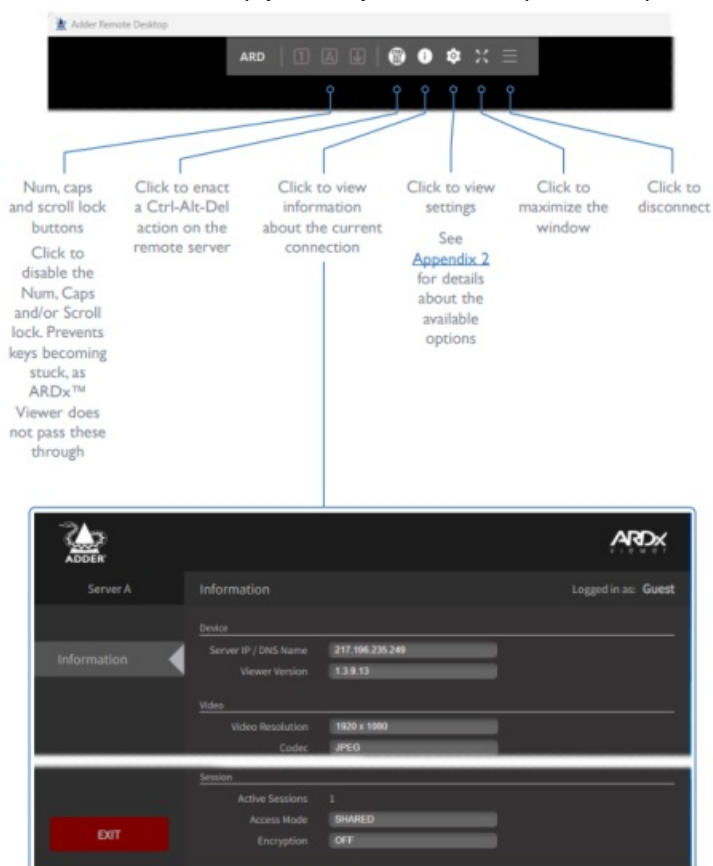 Adder Remote Desktop
ARD
1
A
Num, caps
and scroll lock
buttons
Click to
disable the
Num, Caps
and/or Scroll
lock. Prevents
keys becoming
stuck, as
ARDx™
Viewer does
not pass these
through
Click to enact
a Ctrl-Alt-Del
action on the
remote server
Click to view
information
about the current
connection
Click to view
settings
See
Appendix 2
for details
about the
available
options
Click to
maximize the
window
Click to
disconnect
ADDER
ARDx
viewer
Server A
Information
Logged in as: Guest
Information
Device
Server IP / DNS Name 217.196.235.249
Viewer Version 1.3.9.13
Video
Video Resolution 1920 x 1080
Codec JPEG
Session
Active Sessions 1
Access Mode SHARED
Encryption OFF
EXIT